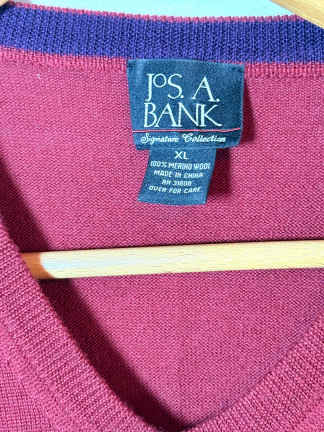 JoS. A.
BANK
Signature Collection
XL
100% MERINO WOOL
MADE IN CHINA
RN 31808
OVER FOR CARE